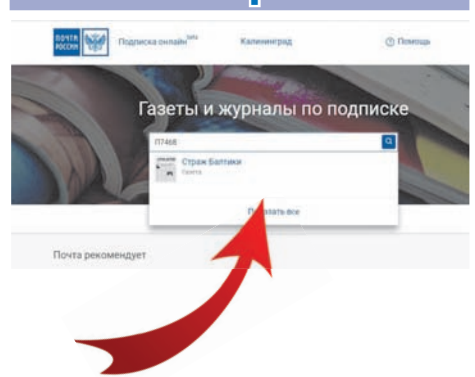 ПОЧТА РОССИИ
Подписка онлайн
Калининград
Помощь
Газеты и журналы по подписке
П7468
Страж Балтики
Газета
Показать все
Почта рекомендует